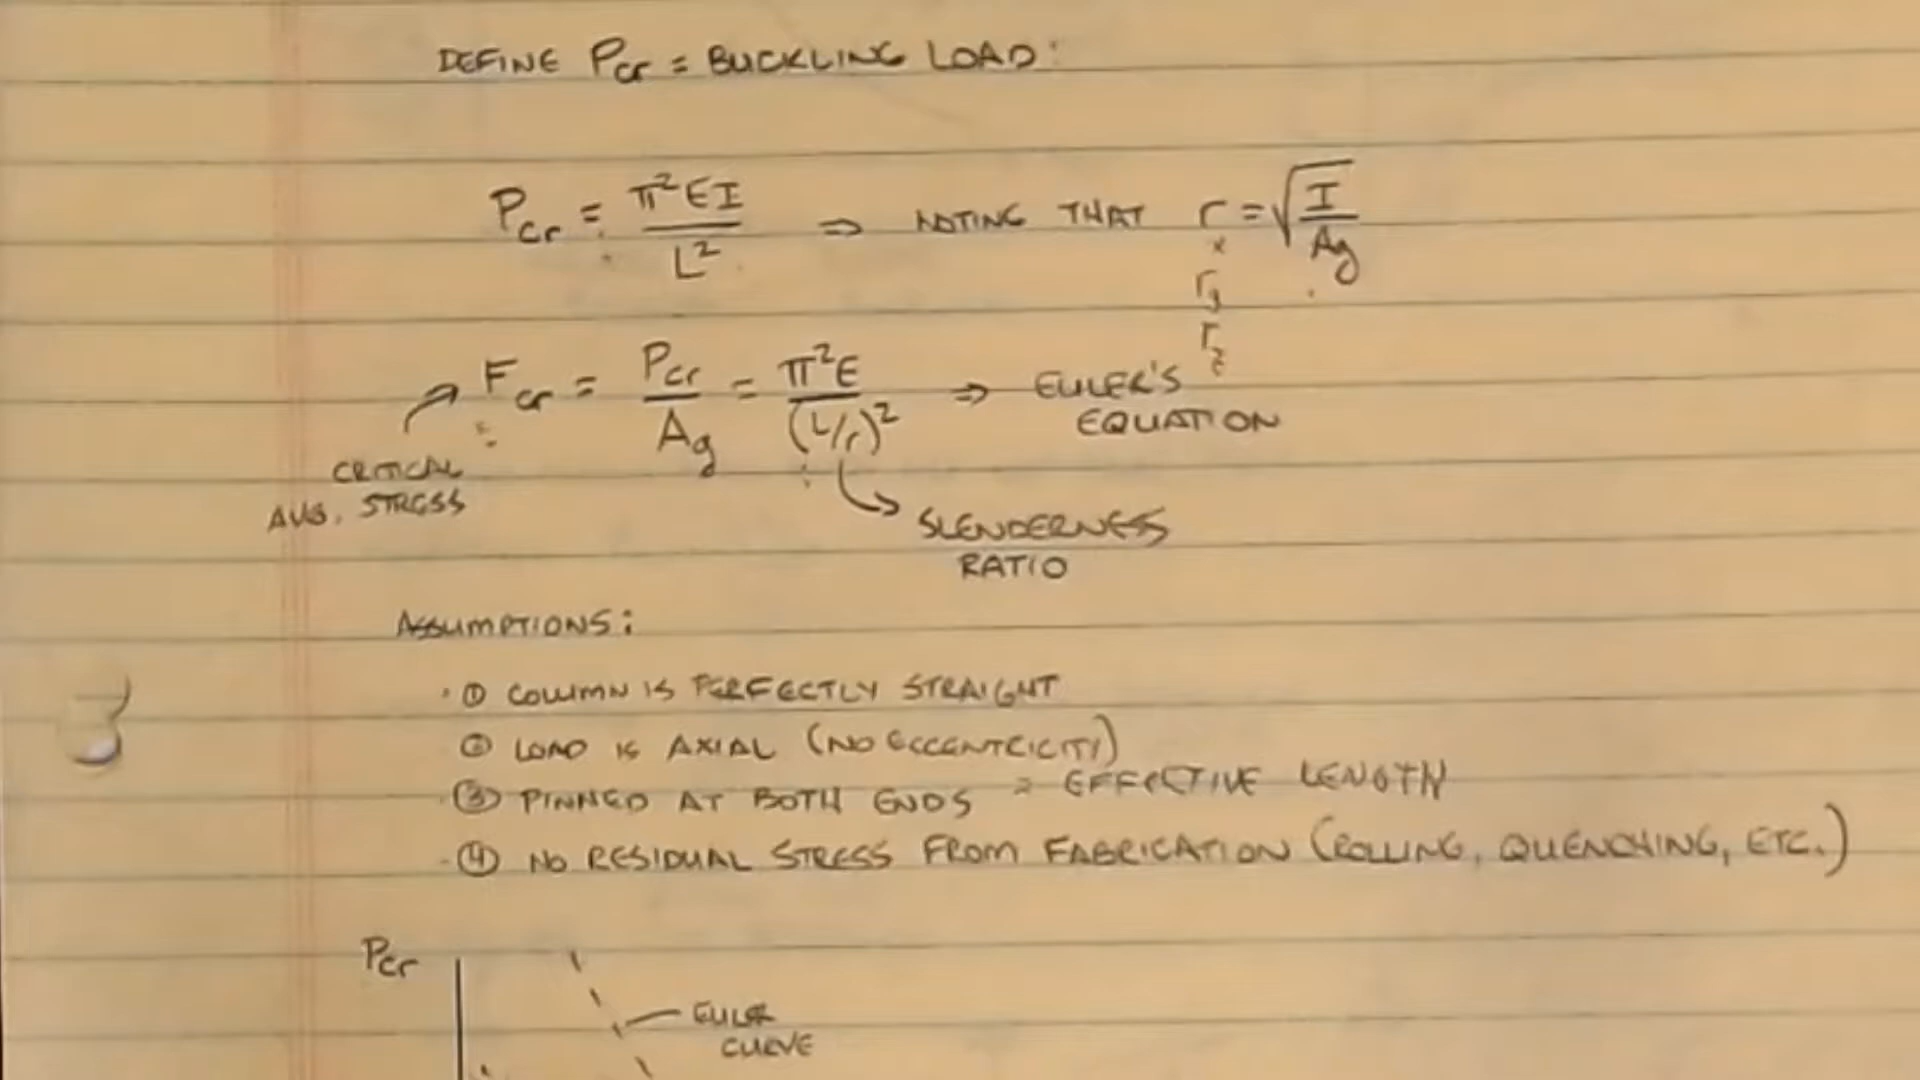 DEFINE Pcr = BUCKLING LOAD:
Pcr = π²EI / L² ⇒ NOTING THAT r = √(I / Ag)
x
ry
rz
Fcr = Pcr / Ag = π²E / (L/r)² ⇒ EULER'S EQUATION
CRITICAL
AVG. STRESS
SLENDERNESS
RATIO
ASSUMPTIONS:
① COLUMN IS PERFECTLY STRAIGHT
② LOAD IS AXIAL (NO ECCENTRICITY)
③ PINNED AT BOTH ENDS ⇒ EFFECTIVE LENGTH
④ NO RESIDUAL STRESS FROM FABRICATION (ROLLING, QUENCHING, ETC.)
Pcr
EULER
CURVE